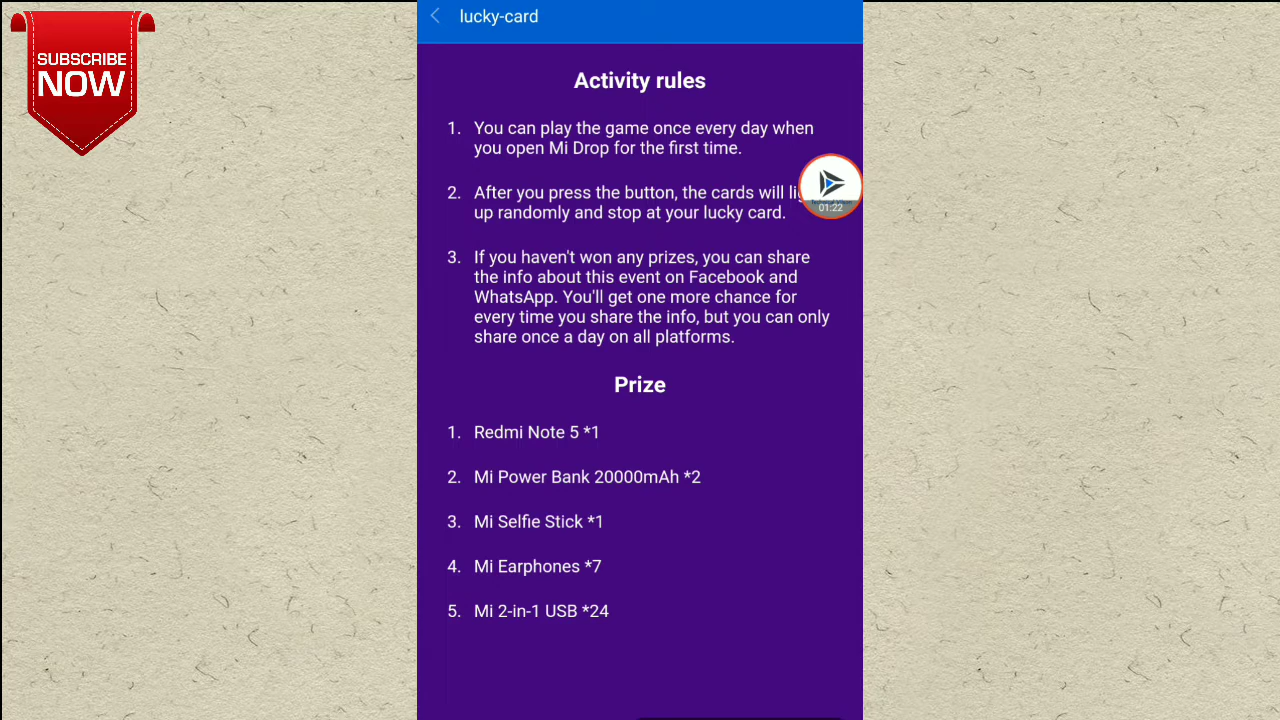 SUBSCRIBE
NOW
lucky-card
Activity rules
1. You can play the game once every day when
you open Mi Drop for the first time.
2. After you press the button, the cards will
up randomly and stop at your lucky card.
01:22
3. If you haven't won any prizes, you can share
the info about this event on Facebook and
WhatsApp. You'll get one more chance for
every time you share the info, but you can only
share once a day on all platforms.
Prize
1. Redmi Note 5 *1
2. Mi Power Bank 20000mAh *2
3. Mi Selfie Stick *1
4. Mi Earphones *7
5. Mi 2-in-1 USB *24